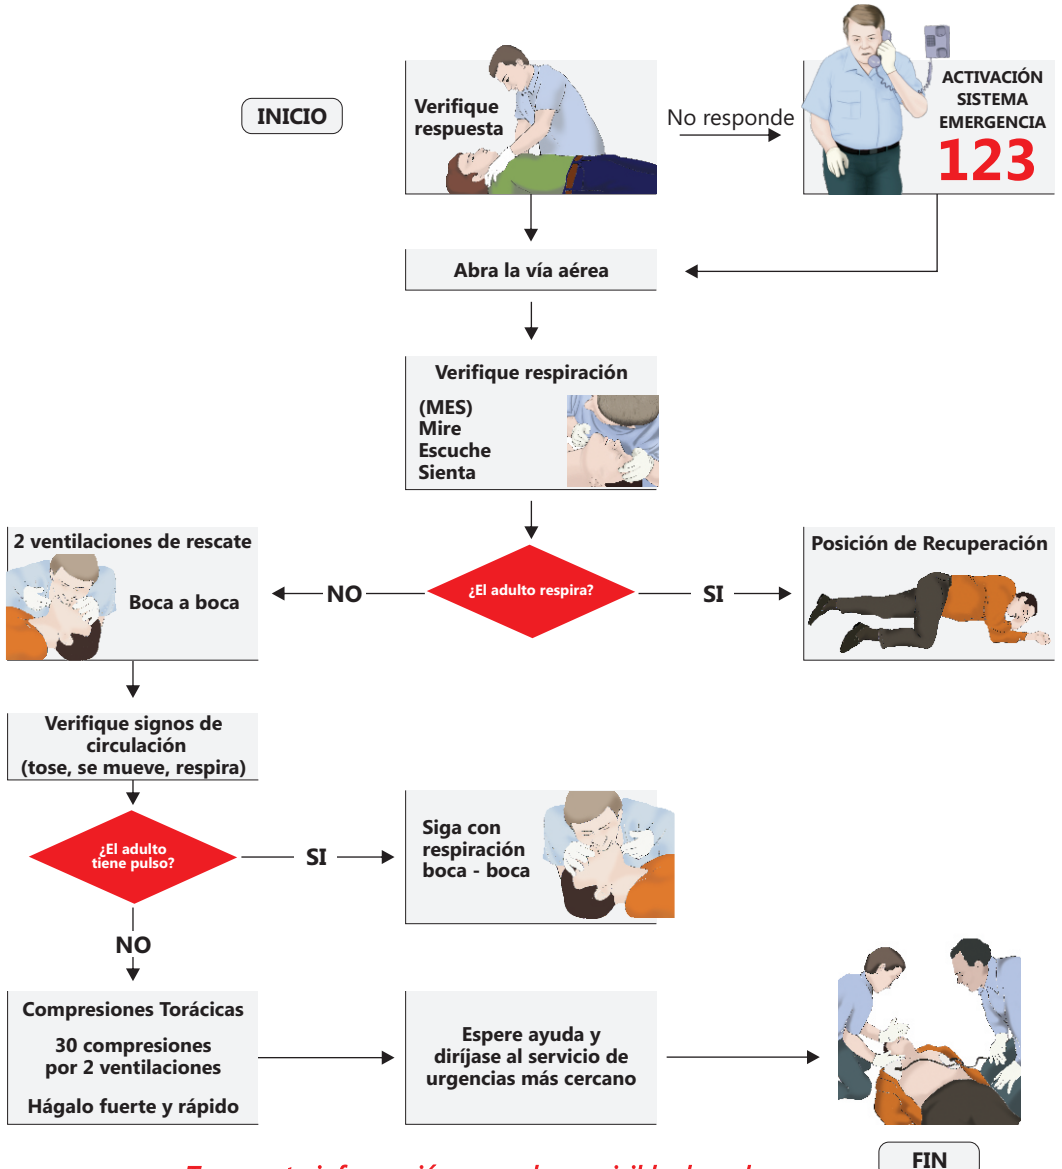 INICIO
Verifique
respuesta
No responde
ACTIVACIÓN
SISTEMA
EMERGENCIA
123
Abra la vía aérea
Verifique respiración
(MES)
Mire
Escuche
Sienta
¿El adulto respira?
NO
SI
2 ventilaciones de rescate
Boca a boca
Posición de Recuperación
Verifique signos de
circulación
(tose, se mueve, respira)
¿El adulto
tiene pulso?
SI
Siga con
respiración
boca - boca
NO
Compresiones Torácicas
30 compresiones
por 2 ventilaciones
Hágalo fuerte y rápido
Espere ayuda y
diríjase al servicio de
urgencias más cercano
FIN